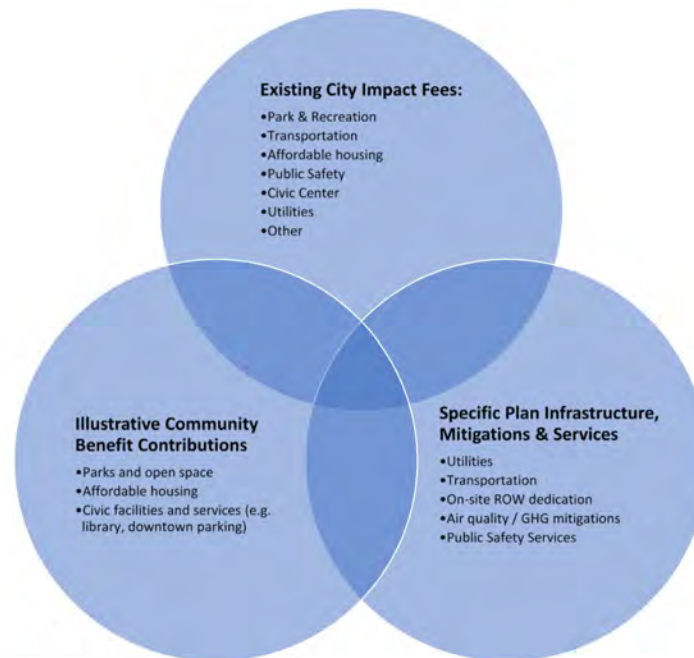 Existing City Impact Fees:
•Park & Recreation
•Transportation
•Affordable housing
•Public Safety
•Civic Center
•Utilities
•Other
Illustrative Community
Benefit Contributions
•Parks and open space
•Affordable housing
•Civic facilities and services (e.g.
library, downtown parking)
Specific Plan Infrastructure,
Mitigations & Services
•Utilities
•Transportation
•On-site ROW dedication
•Air quality / GHG mitigations
•Public Safety Services